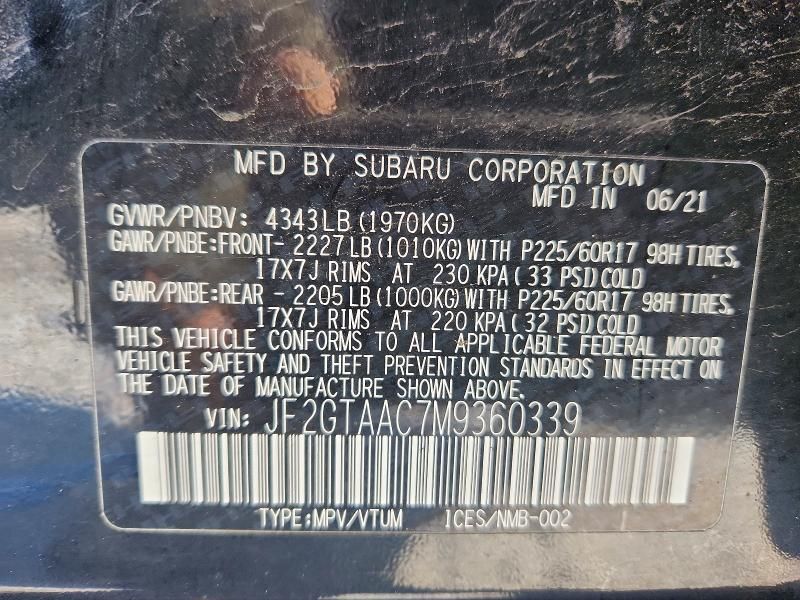 MFD BY SUBARU CORPORATION
MFD IN 06/21
GVWR/PNBV: 4343LB (1970KG)
GAWR/PNBE:FRONT- 2227LB (1010KG) WITH P225/60R17 98H TIRES,
17X7J RIMS AT 230 KPA( 33 PSI)COLD
GAWR/PNBE:REAR - 2205LB (1000KG) WITH P225/60R17 98H TIRES,
17X7J RIMS AT 220 KPA( 32 PSI)COLD
THIS VEHICLE CONFORMS TO ALL APPLICABLE FEDERAL MOTOR
VEHICLE SAFETY AND THEFT PREVENTION STANDARDS IN EFFECT ON
THE DATE OF MANUFACTURE SHOWN ABOVE.
VIN: JF2GTAAC7M9360339
TYPE:MPV/VTUM ICES/NMB-002